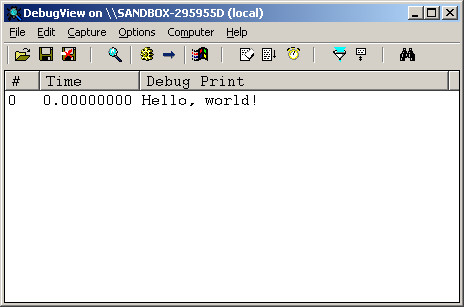 DebugView on \\SANDBOX-295955D (local)
File Edit Capture Options Computer Help
# Time Debug Print
0 0.00000000 Hello, world!